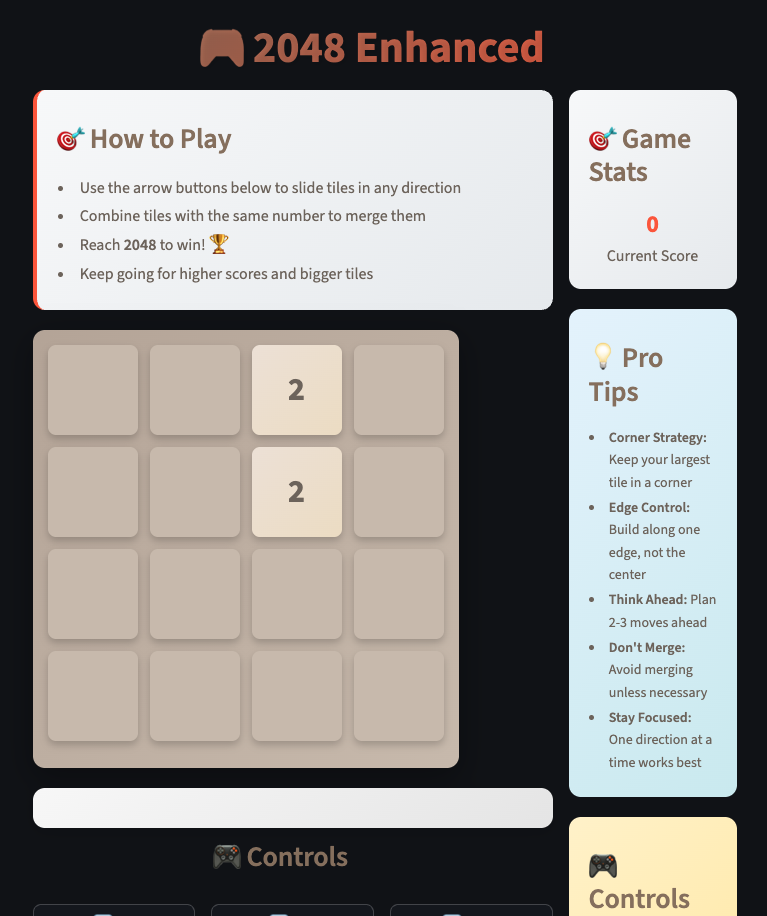 🎮 2048 Enhanced
🎯 How to Play
• Use the arrow buttons below to slide tiles in any direction
• Combine tiles with the same number to merge them
• Reach 2048 to win! 🏆
• Keep going for higher scores and bigger tiles
2
2
🎮 Controls
🎯 Game
Stats
0
Current Score
💡 Pro
Tips
• Corner Strategy:
Keep your largest
tile in a corner
• Edge Control:
Build along one
edge, not the
center
• Think Ahead: Plan
2-3 moves ahead
• Don't Merge:
Avoid merging
unless necessary
• Stay Focused:
One direction at a
time works best
🎮
Controls